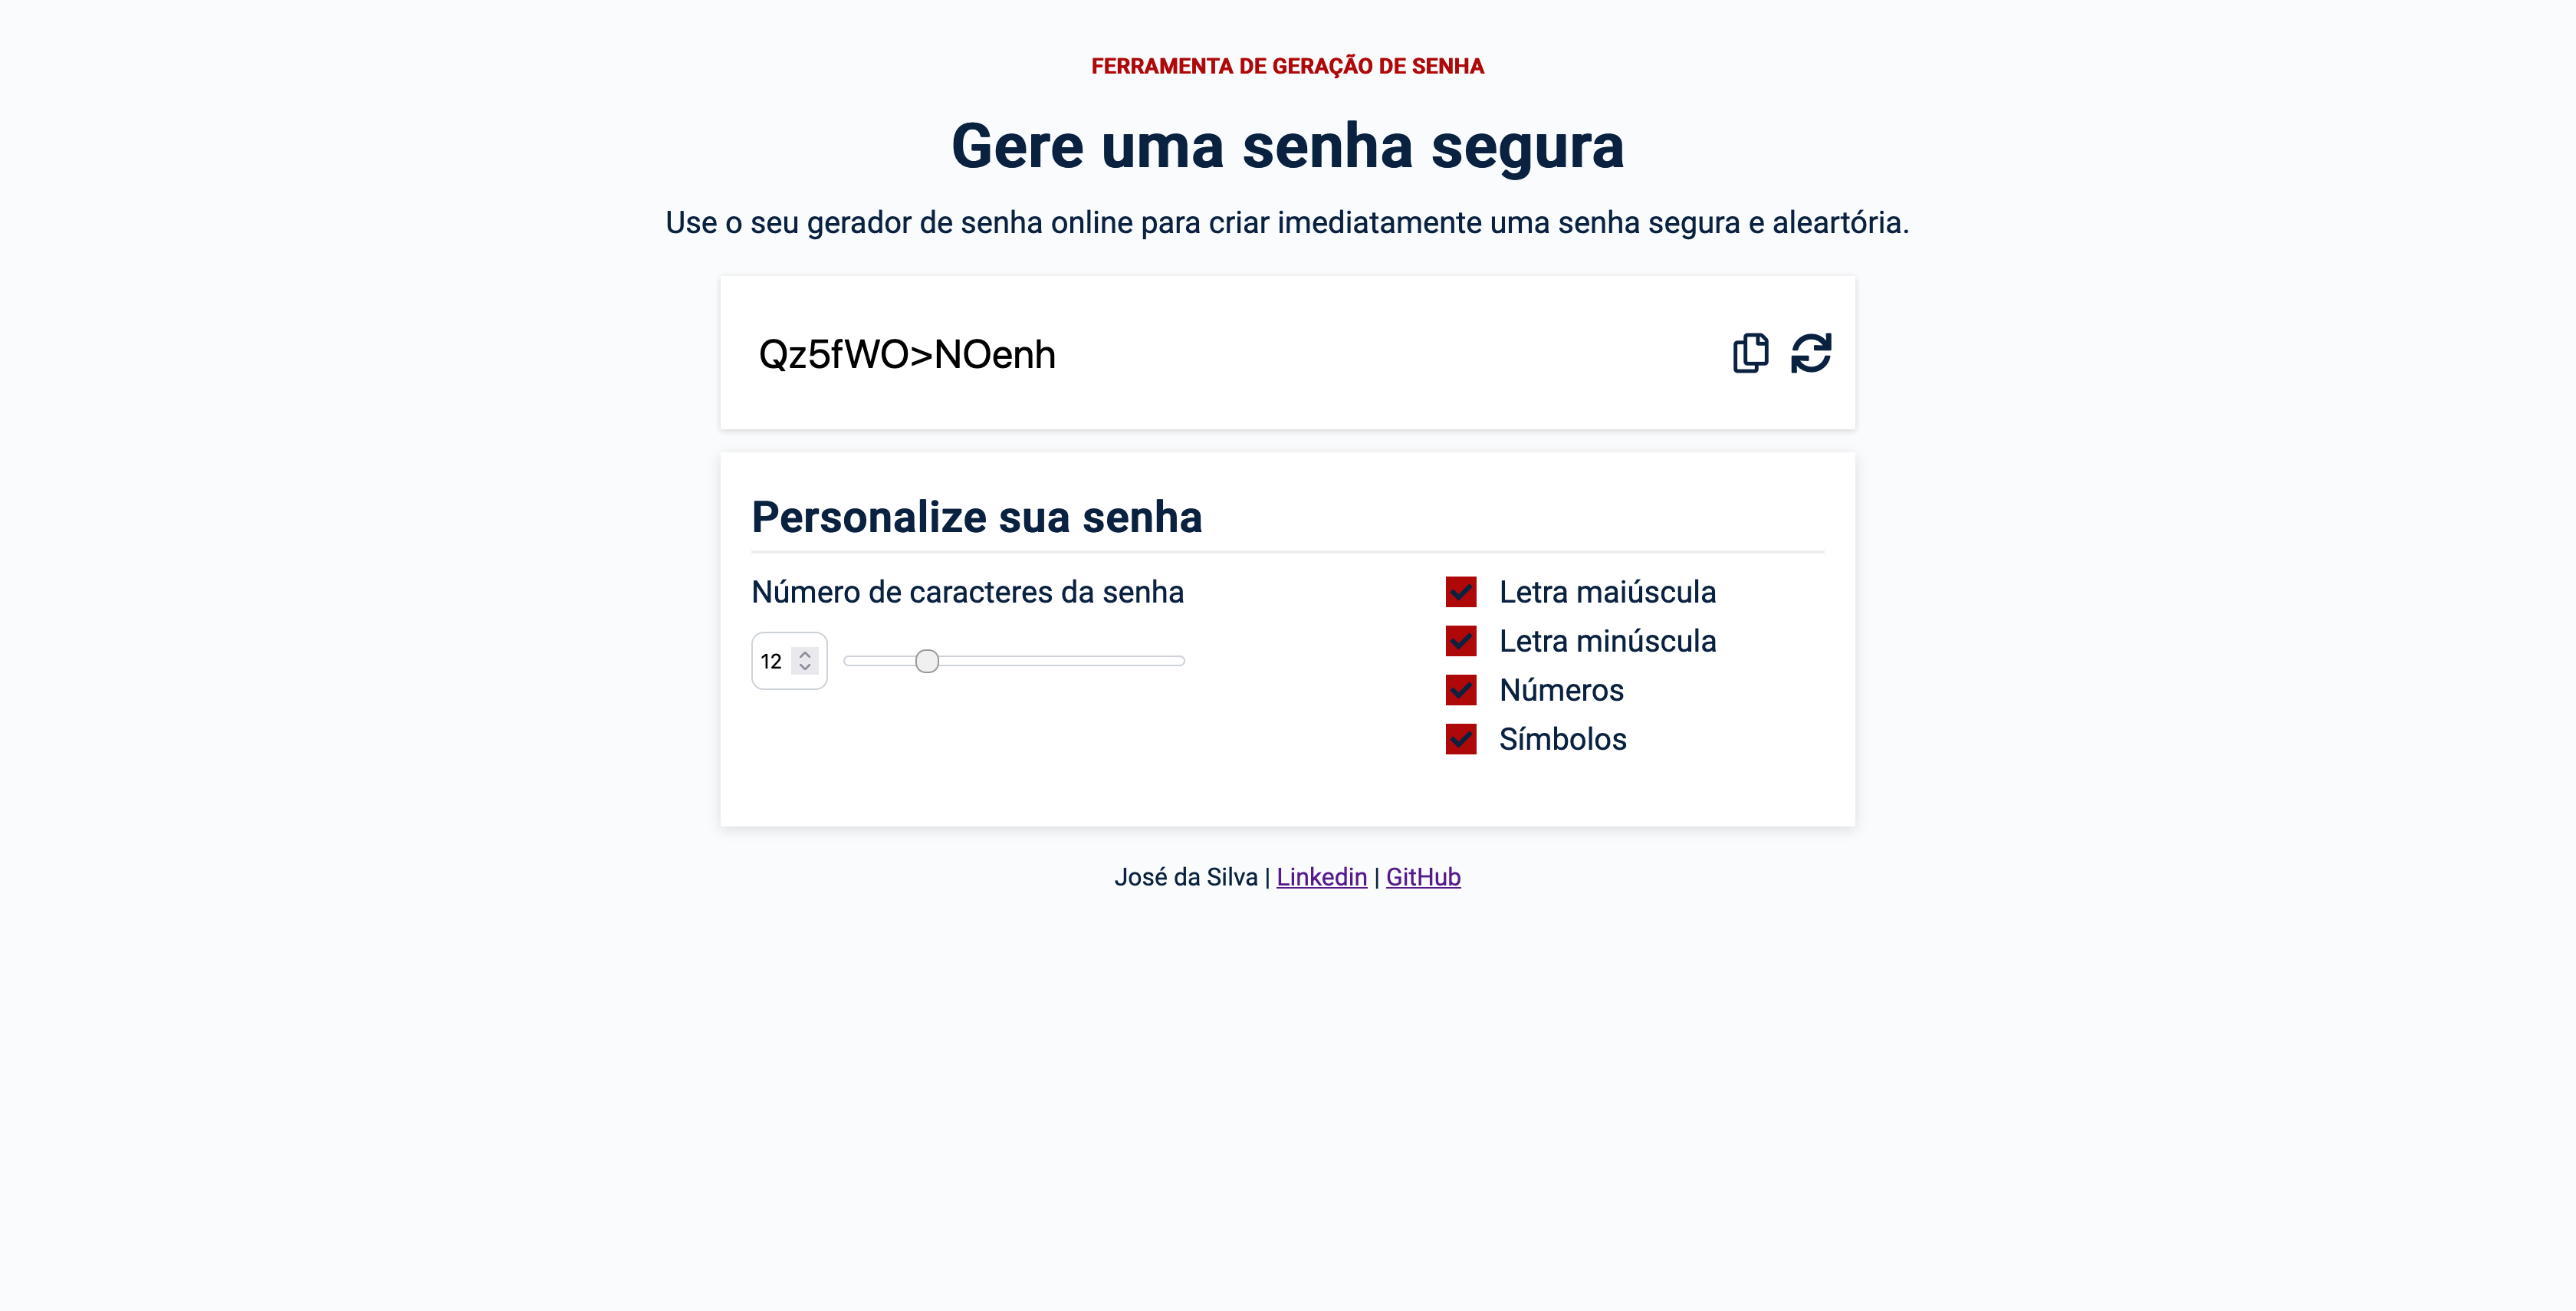 FERRAMENTA DE GERAÇÃO DE SENHA
Gere uma senha segura
Use o seu gerador de senha online para criar imediatamente uma senha segura e aleartória.
Qz5fWO>NOenh
Personalize sua senha
Número de caracteres da senha
12
Letra maiúscula
Letra minúscula
Números
Símbolos
José da Silva | Linkedin | GitHub